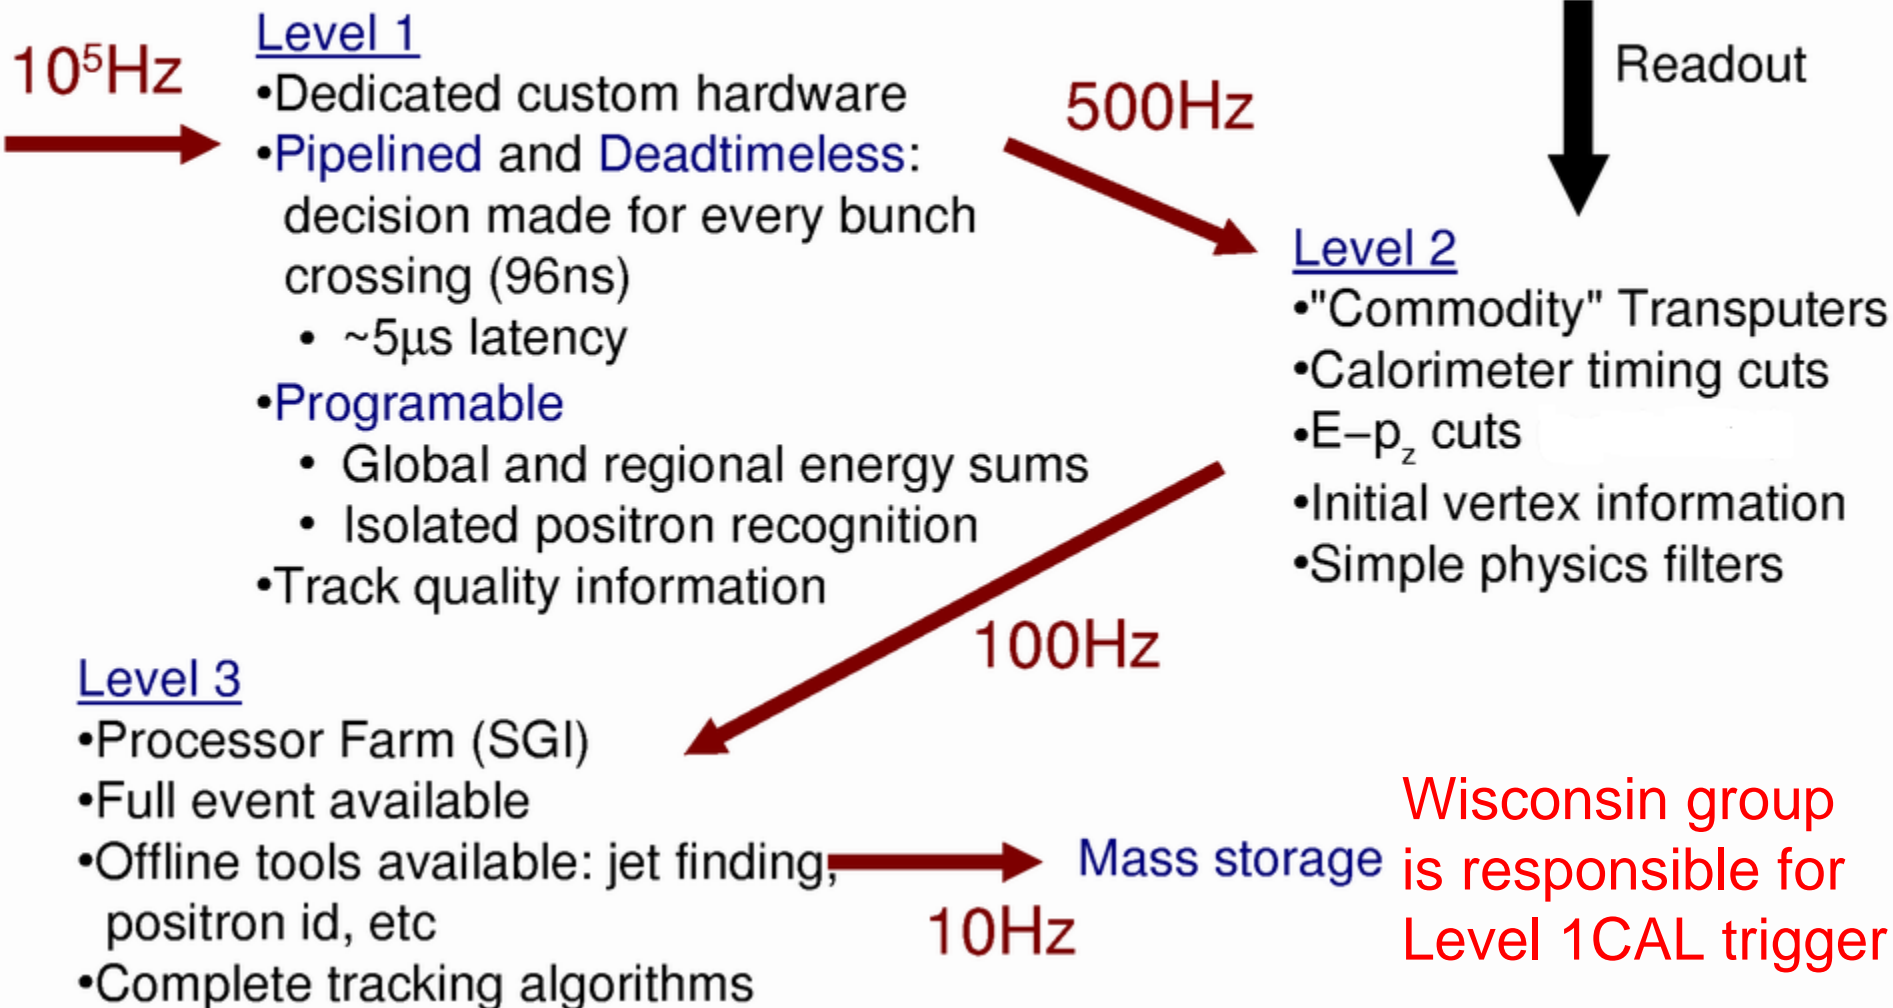 10⁵Hz
Level 1
•Dedicated custom hardware
•Pipelined and Deadtimeless:
decision made for every bunch
crossing (96ns)
• ~5μs latency
•Programable
• Global and regional energy sums
• Isolated positron recognition
•Track quality information
500Hz
Readout
Level 2
•"Commodity" Transputers
•Calorimeter timing cuts
•E–p_z cuts
•Initial vertex information
•Simple physics filters
100Hz
Level 3
•Processor Farm (SGI)
•Full event available
•Offline tools available: jet finding,
positron id, etc
•Complete tracking algorithms
10Hz
Mass storage
Wisconsin group
is responsible for
Level 1CAL trigger